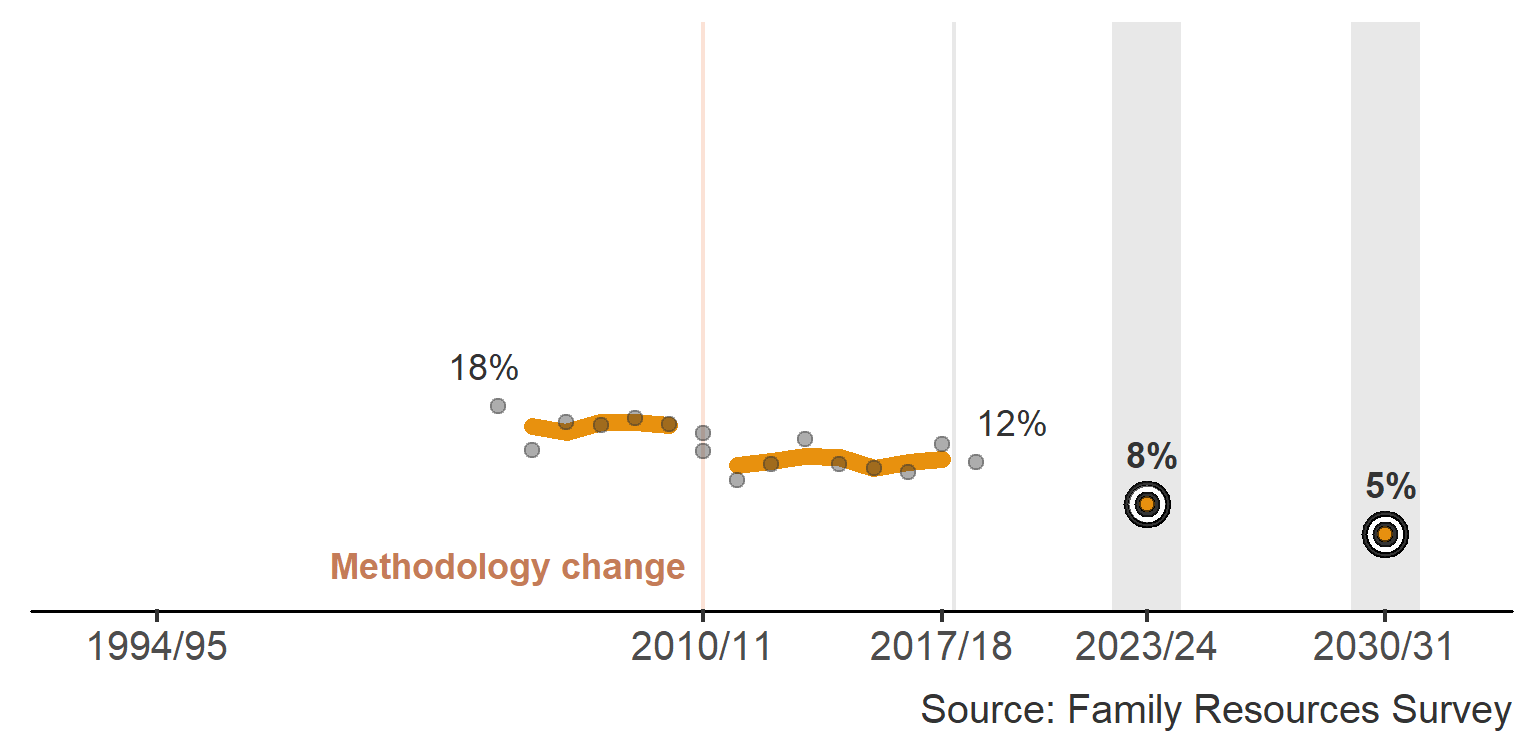 18%
12%
8%
5%
Methodology change
1994/95 2010/11 2017/18 2023/24 2030/31
Source: Family Resources Survey